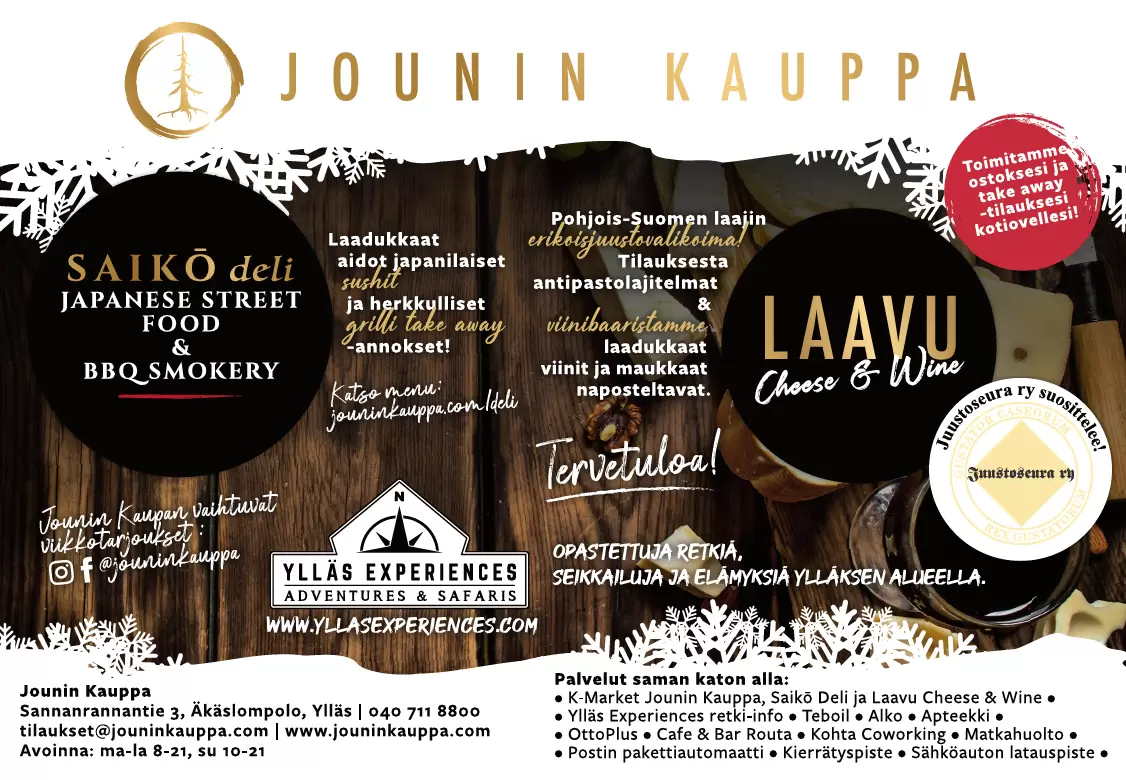 JOUNIN KAUPPA
Toimitamme
ostoksesi ja
take away
-tilauksesi
kotiovellesi!
SAIKŌ deli
JAPANESE STREET
FOOD
&
BBQ SMOKERY
Laadukkaat
aidot japanilaiset
sushit
ja herkkulliset
grilli take away
-annokset!
Katso menu:
jouninkauppa.com/deli
Pohjois-Suomen laajin
erikoisjuustovalikoima!
Tilauksesta
antipastolajitelmat
&
viinibaaristamme
laadukkaat
viinit ja maukkaat
naposteltavat.
Tervetuloa!
LAAVU
Cheese & Wine
Juustoseura ry suosittelee!
GUSTATOR CASEORUM
Juustoseura ry
REX GUSTATORUM
Jounin Kaupan vaihtuvat
viikkotarjoukset :
@jouninkauppa
N
YLLÄS EXPERIENCES
ADVENTURES & SAFARIS
WWW.YLLASEXPERIENCES.COM
OPASTETTUJA RETKIÄ,
SEIKKAILUJA JA ELÄMYKSIÄ YLLÄKSEN ALUEELLA.
Jounin Kauppa
Sannanrannantie 3, Äkäslompolo, Ylläs | 040 711 8800
tilaukset@jouninkauppa.com | www.jouninkauppa.com
Avoinna: ma-la 8-21, su 10-21
Palvelut saman katon alla:
• K-Market Jounin Kauppa, Saikō Deli ja Laavu Cheese & Wine •
• Ylläs Experiences retki-info • Teboil • Alko • Apteekki •
• OttoPlus • Cafe & Bar Routa • Kohta Coworking • Matkahuolto •
• Postin pakettiautomaatti • Kierrätyspiste • Sähköauton latauspiste •